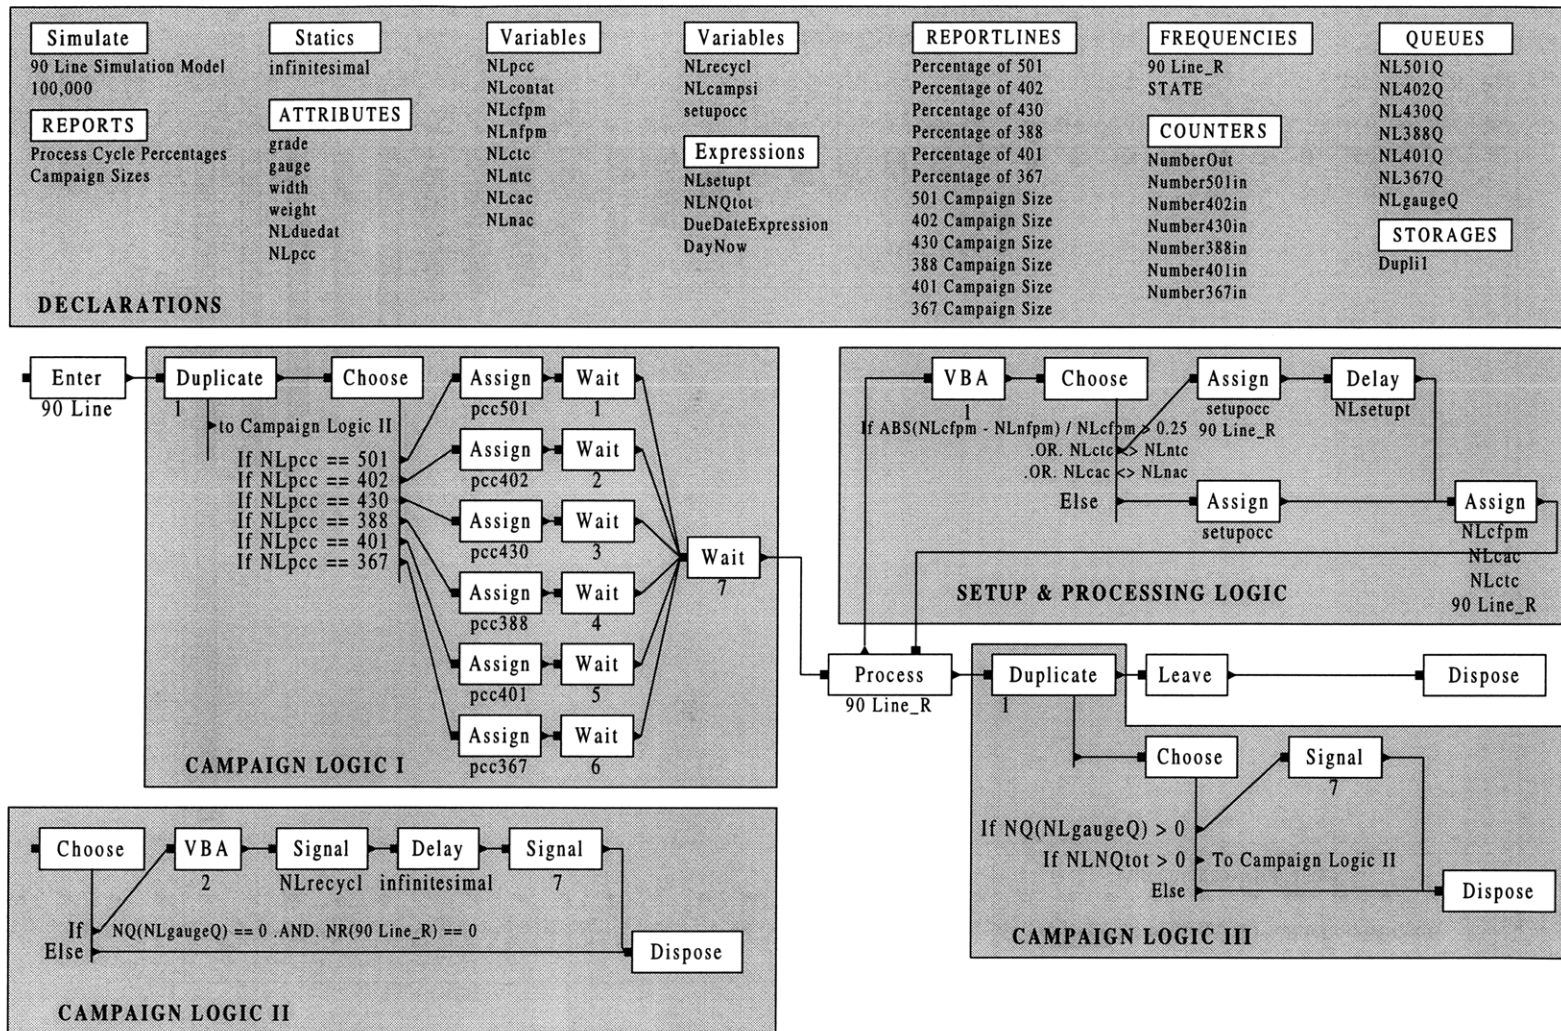 Simulate
90 Line Simulation Model
100,000
REPORTS
Process Cycle Percentages
Campaign Sizes
Statics
infinitesimal
ATTRIBUTES
grade
gauge
width
weight
NLduedat
NLpcc
Variables
NLpcc
NLcontat
NLcfpm
NLnfpm
NLctc
NLntc
NLcac
NLnac
Variables
NLrecycl
NLcampsi
setupocc
Expressions
NLsetupt
NLNQtot
DueDateExpression
DayNow
REPORTLINES
Percentage of 501
Percentage of 402
Percentage of 430
Percentage of 388
Percentage of 401
Percentage of 367
501 Campaign Size
402 Campaign Size
430 Campaign Size
388 Campaign Size
401 Campaign Size
367 Campaign Size
FREQUENCIES
90 Line_R
STATE
COUNTERS
NumberOut
Number501in
Number402in
Number430in
Number388in
Number401in
Number367in
QUEUES
NL501Q
NL402Q
NL430Q
NL388Q
NL401Q
NL367Q
NLgaugeQ
STORAGES
Dupli1
DECLARATIONS
Enter
90 Line
Duplicate
1
to Campaign Logic II
Choose
If NLpcc == 501
If NLpcc == 402
If NLpcc == 430
If NLpcc == 388
If NLpcc == 401
If NLpcc == 367
Assign
pcc501
Wait
1
Assign
pcc402
Wait
2
Assign
pcc430
Wait
3
Assign
pcc388
Wait
4
Assign
pcc401
Wait
5
Assign
pcc367
Wait
6
Wait
7
CAMPAIGN LOGIC I
VBA
1
Choose
If ABS(NLcfpm - NLnfpm) / NLcfpm > 0.25
.OR. NLctc <> NLntc
.OR. NLcac <> NLnac
Else
Assign
setupocc
90 Line_R
Delay
NLsetupt
Assign
setupocc
Assign
NLcfpm
NLcac
NLctc
90 Line_R
SETUP & PROCESSING LOGIC
Process
90 Line_R
Duplicate
1
Leave
Dispose
Choose
Signal
7
If NQ(NLgaugeQ) > 0
If NLNQtot > 0
To Campaign Logic II
Else
Dispose
CAMPAIGN LOGIC III
Choose
VBA
2
Signal
NLrecycl
Delay
infinitesimal
Signal
7
If NQ(NLgaugeQ) == 0 .AND. NR(90 Line_R) == 0
Else
Dispose
CAMPAIGN LOGIC II